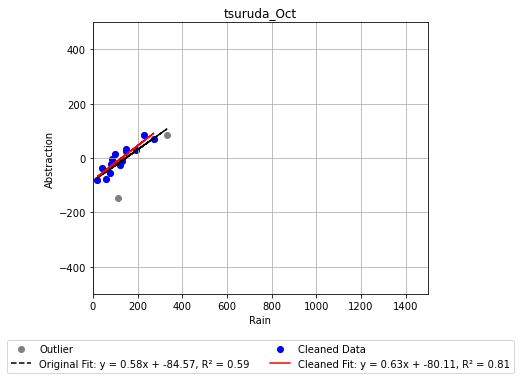 tsuruda_Oct
Abstraction
400
200
0
−200
−400
0 200 400 600 800 1000 1200 1400
Rain
Outlier Cleaned Data
Original Fit: y = 0.58x + -84.57, R² = 0.59 Cleaned Fit: y = 0.63x + -80.11, R² = 0.81